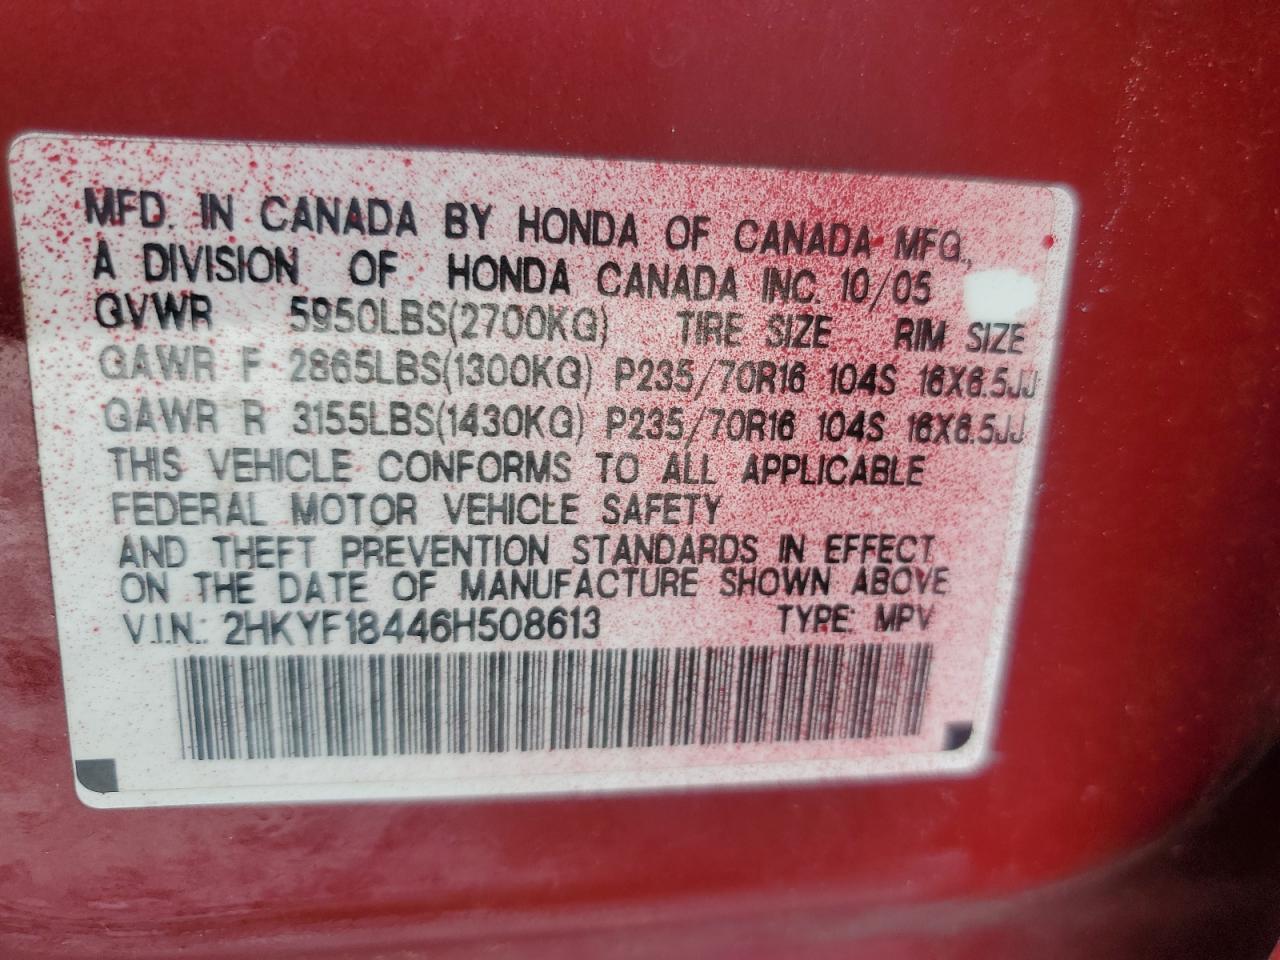 MFD. IN CANADA BY HONDA OF CANADA MFG.,
A DIVISION OF HONDA CANADA INC. 10/05
GVWR 5950LBS(2700KG) TIRE SIZE RIM SIZE
GAWR F 2865LBS(1300KG) P235/70R16 104S 16X6.5JJ
GAWR R 3155LBS(1430KG) P235/70R16 104S 16X6.5JJ
THIS VEHICLE CONFORMS TO ALL APPLICABLE
FEDERAL MOTOR VEHICLE SAFETY
AND THEFT PREVENTION STANDARDS IN EFFECT
ON THE DATE OF MANUFACTURE SHOWN ABOVE
V.I.N.: 2HKYF18446H508613 TYPE: MPV